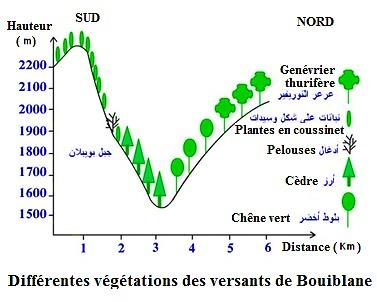 Hauteur
( m )
SUD
NORD
2200
2100
2000
1900
1800
1700
1600
1500
جبل بويبلان
Genévrier
thurifère
عرعر التوريفير
نباتات على شكل وسيدات
Plantes en coussinet
Pelouses أدغال
Cèdre أرز
Chêne vert بلوط أخضر
1 2 3 4 5 6 Distance ( Km )
Différentes végétations des versants de Bouiblane